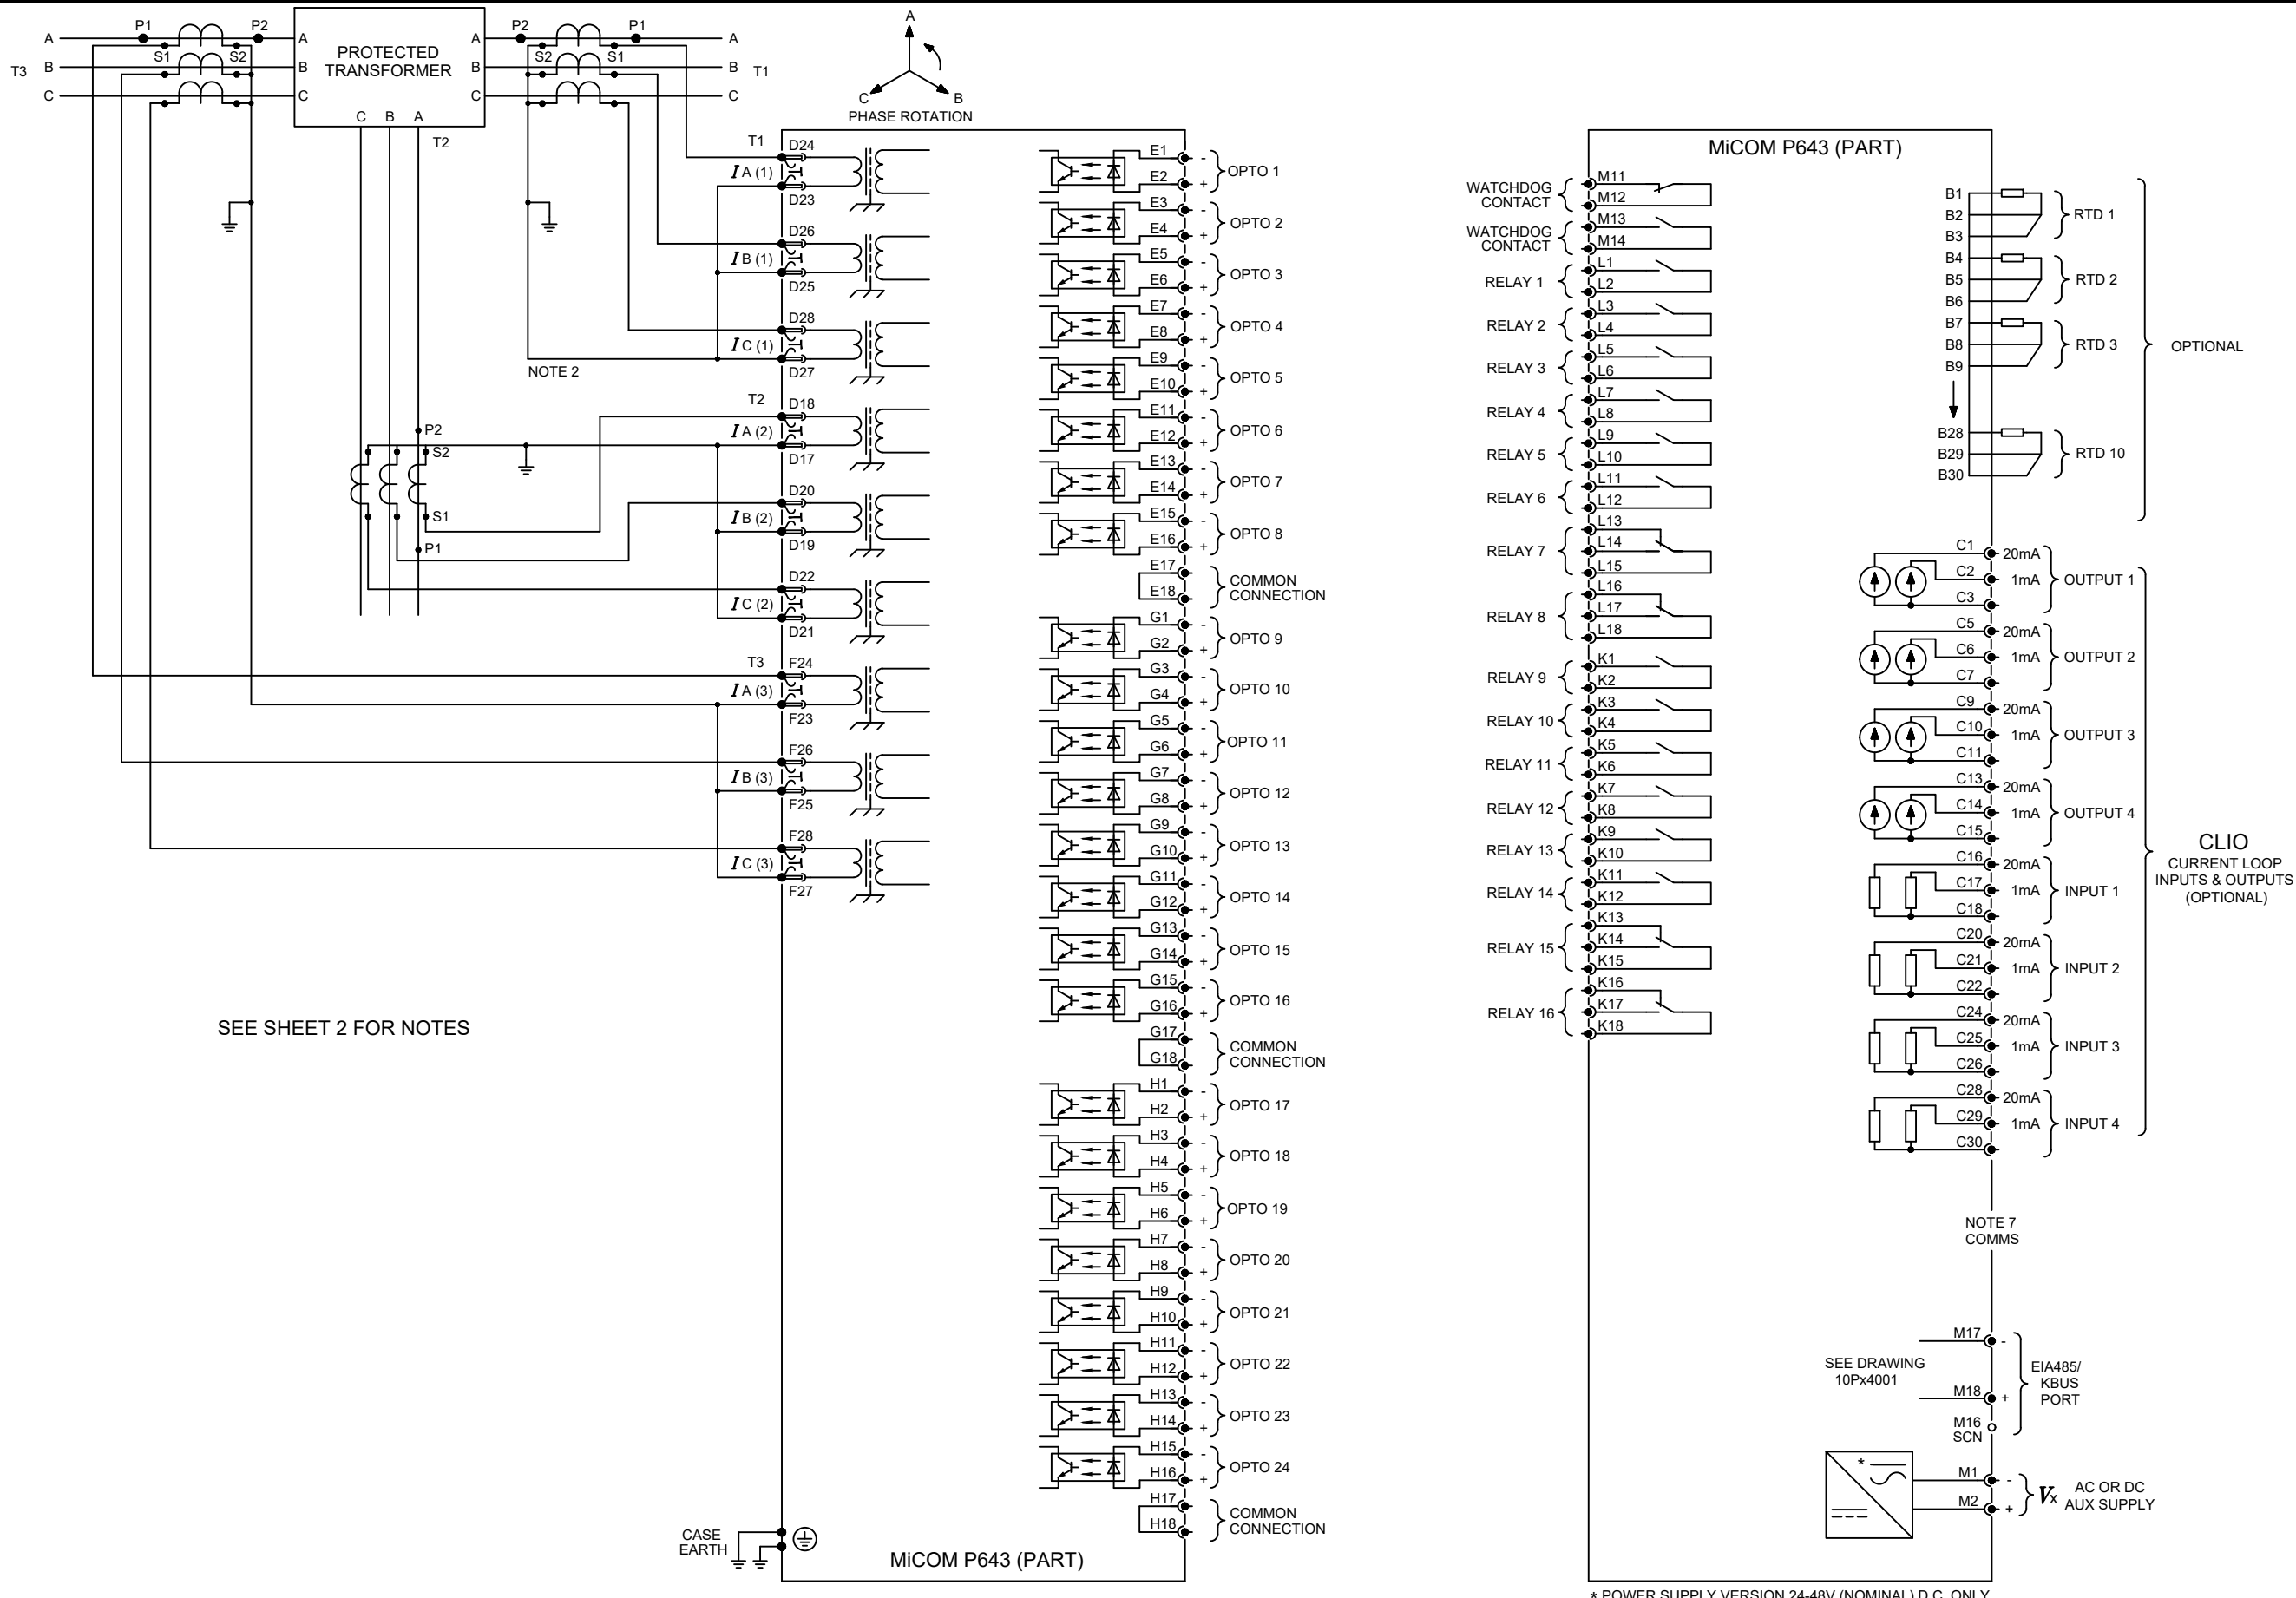 A P1 P2 A PROTECTED A P2 P1 A
S1 S2 TRANSFORMER S2 S1
T3 B B B B T1
C C C C
C B A
T2
A
C B
PHASE ROTATION
T1 D24
I A (1)
D23
D26
I B (1)
D25
D28
I C (1)
D27
NOTE 2
T2 D18
I A (2)
D17
P2
S2
D20
I B (2)
D19
S1
P1
D22
I C (2)
D21
T3 F24
I A (3)
F23
F26
I B (3)
F25
F28
I C (3)
F27
SEE SHEET 2 FOR NOTES
CASE
EARTH
E1 -
OPTO 1
E2 +
E3 -
OPTO 2
E4 +
E5 -
OPTO 3
E6 +
E7 -
OPTO 4
E8 +
E9 -
OPTO 5
E10 +
E11 -
OPTO 6
E12 +
E13 -
OPTO 7
E14 +
E15 -
OPTO 8
E16 +
E17
COMMON
CONNECTION
E18
G1 -
OPTO 9
G2 +
G3 -
OPTO 10
G4 +
G5 -
OPTO 11
G6 +
G7 -
OPTO 12
G8 +
G9 -
OPTO 13
G10 +
G11 -
OPTO 14
G12 +
G13 -
OPTO 15
G14 +
G15 -
OPTO 16
G16 +
G17
COMMON
CONNECTION
G18
H1 -
OPTO 17
H2 +
H3 -
OPTO 18
H4 +
H5 -
OPTO 19
H6 +
H7 -
OPTO 20
H8 +
H9 -
OPTO 21
H10 +
H11 -
OPTO 22
H12 +
H13 -
OPTO 23
H14 +
H15 -
OPTO 24
H16 +
H17
COMMON
CONNECTION
H18
MiCOM P643 (PART)
MiCOM P643 (PART)
WATCHDOG
CONTACT
M11
M12
WATCHDOG
CONTACT
M13
M14
L1
RELAY 1
L2
L3
RELAY 2
L4
L5
RELAY 3
L6
L7
RELAY 4
L8
L9
RELAY 5
L10
L11
RELAY 6
L12
L13
RELAY 7 L14
L15
L16
RELAY 8 L17
L18
K1
RELAY 9
K2
K3
RELAY 10
K4
K5
RELAY 11
K6
K7
RELAY 12
K8
K9
RELAY 13
K10
K11
RELAY 14
K12
K13
RELAY 15 K14
K15
K16
RELAY 16 K17
K18
B1
B2 RTD 1
B3
B4
B5 RTD 2
B6
B7
B8 RTD 3
B9
OPTIONAL
B28
B29 RTD 10
B30
C1 20mA
C2 1mA OUTPUT 1
C3
C5 20mA
C6 1mA OUTPUT 2
C7
C9 20mA
C10 1mA OUTPUT 3
C11
C13 20mA
C14 1mA OUTPUT 4
C15
C16 20mA
C17 1mA INPUT 1
C18
C20 20mA
C21 1mA INPUT 2
C22
C24 20mA
C25 1mA INPUT 3
C26
C28 20mA
C29 1mA INPUT 4
C30
CLIO
CURRENT LOOP
INPUTS & OUTPUTS
(OPTIONAL)
NOTE 7
COMMS
M17 -
SEE DRAWING
10Px4001
M18 +
EIA485/
KBUS
PORT
M16
SCN
*
M1 -
M2 +
Vx
AC OR DC
AUX SUPPLY
* POWER SUPPLY VERSION 24-48V (NOMINAL) D.C. ONLY